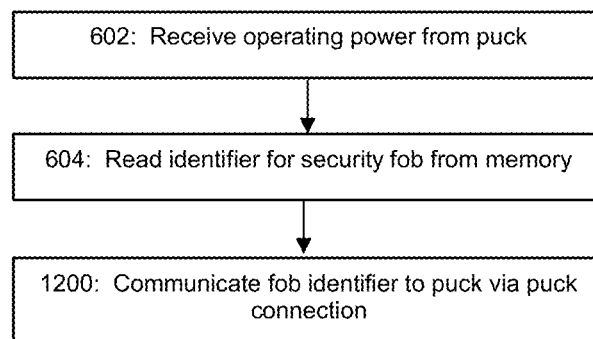 602: Receive operating power from puck
604: Read identifier for security fob from memory
1200: Communicate fob identifier to puck via puck
connection